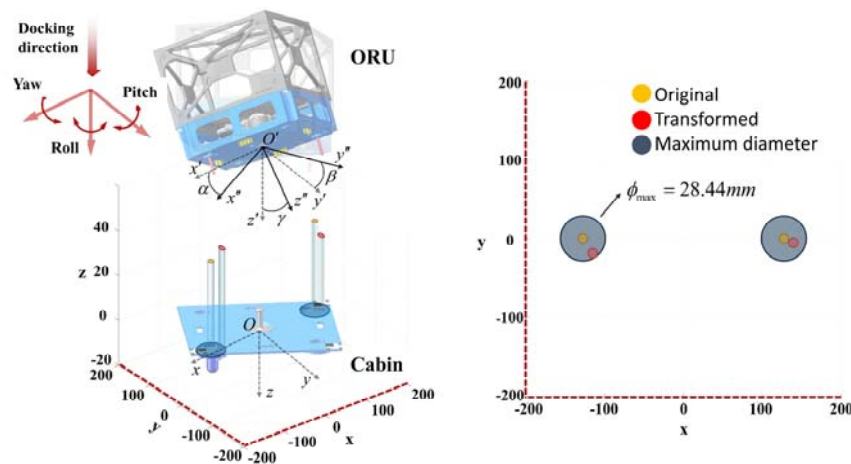 Docking
direction
Yaw
Pitch
Roll
ORU
O'
x'
α
x''
z'
γ
z''
y'
β
y''
60
40
20
0
-20
z
O
x
y
z
Cabin
200
100
0
-100
-200
y
-200
-100
0
100
200
x
Original
Transformed
Maximum diameter
ϕmax = 28.44mm
200
100
0
-100
-200
y
-200
-100
0
100
200
x